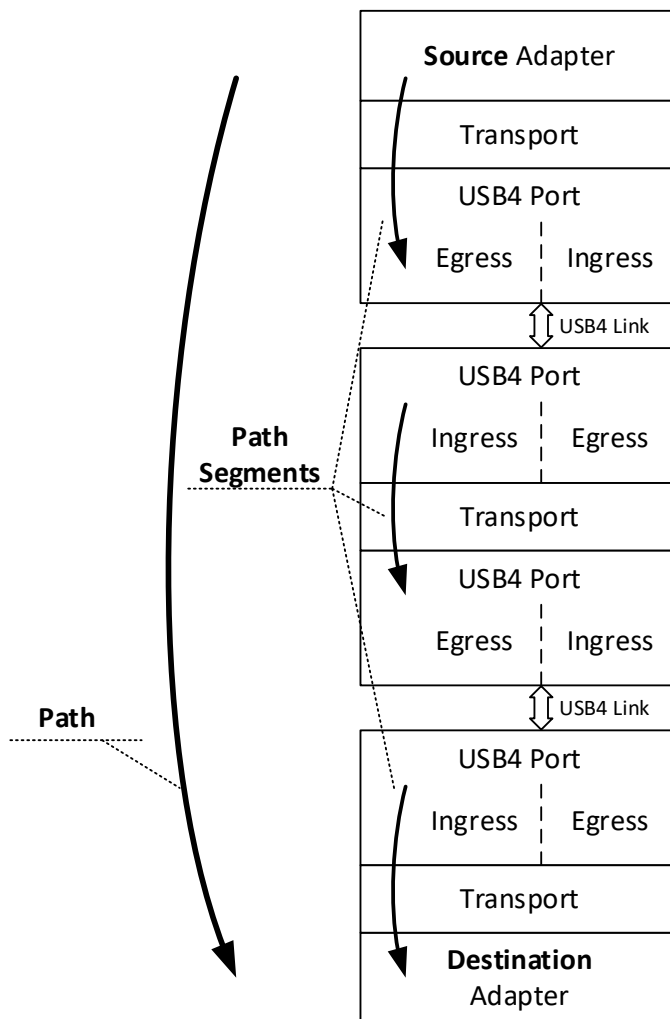 Source Adapter
Transport
USB4 Port
Egress Ingress
USB4 Link
USB4 Port
Ingress Egress
Path
Segments
Transport
USB4 Port
Egress Ingress
USB4 Link
Path
USB4 Port
Ingress Egress
Transport
Destination
Adapter